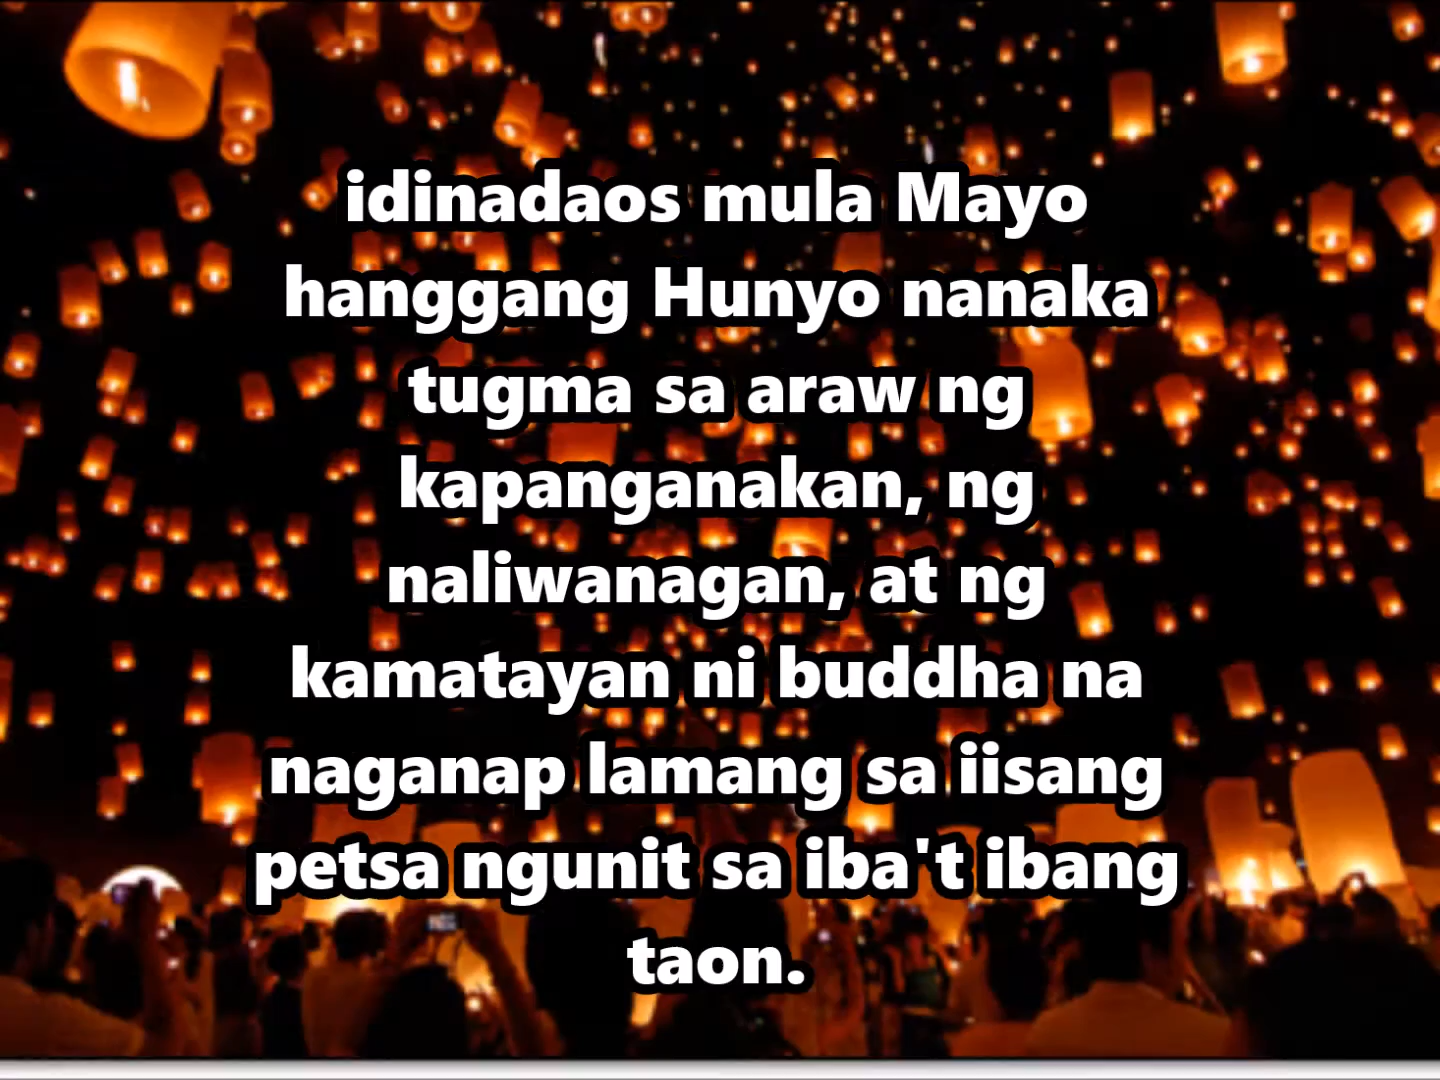 idinadaos mula Mayo
hanggang Hunyo nanaka
tugma sa araw ng
kapanganakan, ng
naliwanagan, at ng
kamatayan ni buddha na
naganap lamang sa iisang
petsa ngunit sa iba't ibang
taon.